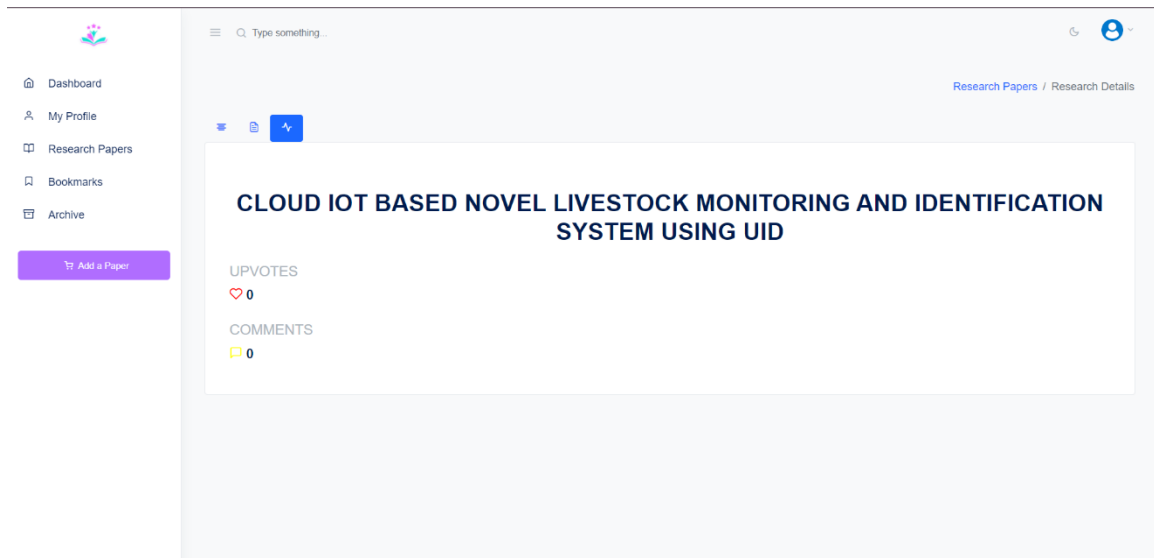 Type something...
Dashboard
My Profile
Research Papers
Bookmarks
Archive
Add a Paper
Research Papers / Research Details
CLOUD IOT BASED NOVEL LIVESTOCK MONITORING AND IDENTIFICATION
SYSTEM USING UID
UPVOTES
0
COMMENTS
0